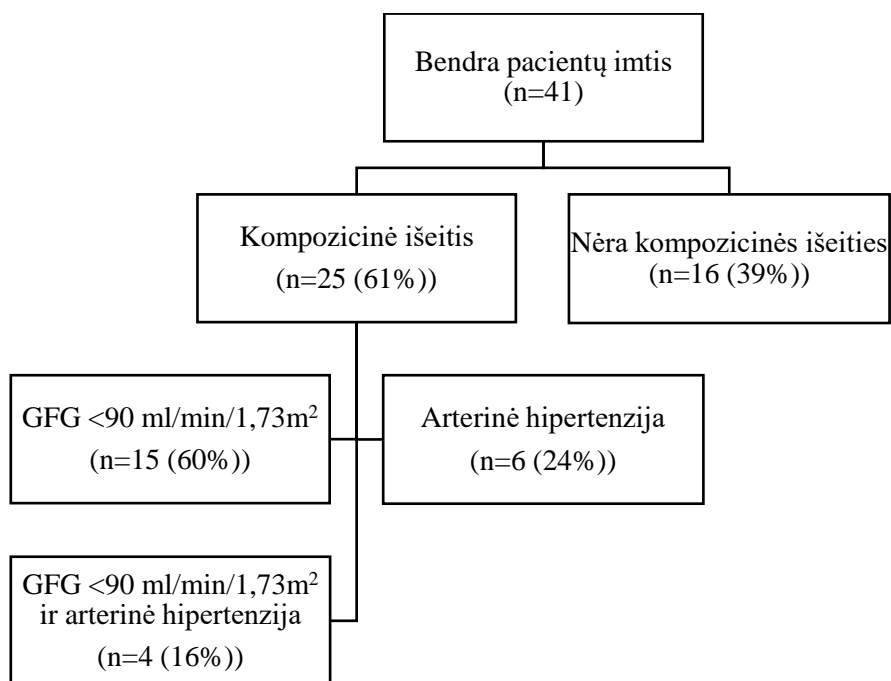 Bendra pacientų imtis
(n=41)
Kompozicinė išeitis
(n=25 (61%))
Nėra kompozicinės išeities
(n=16 (39%))
GFG <90 ml/min/1,73m²
(n=15 (60%))
Arterinė hipertenzija
(n=6 (24%))
GFG <90 ml/min/1,73m²
ir arterinė hipertenzija
(n=4 (16%))